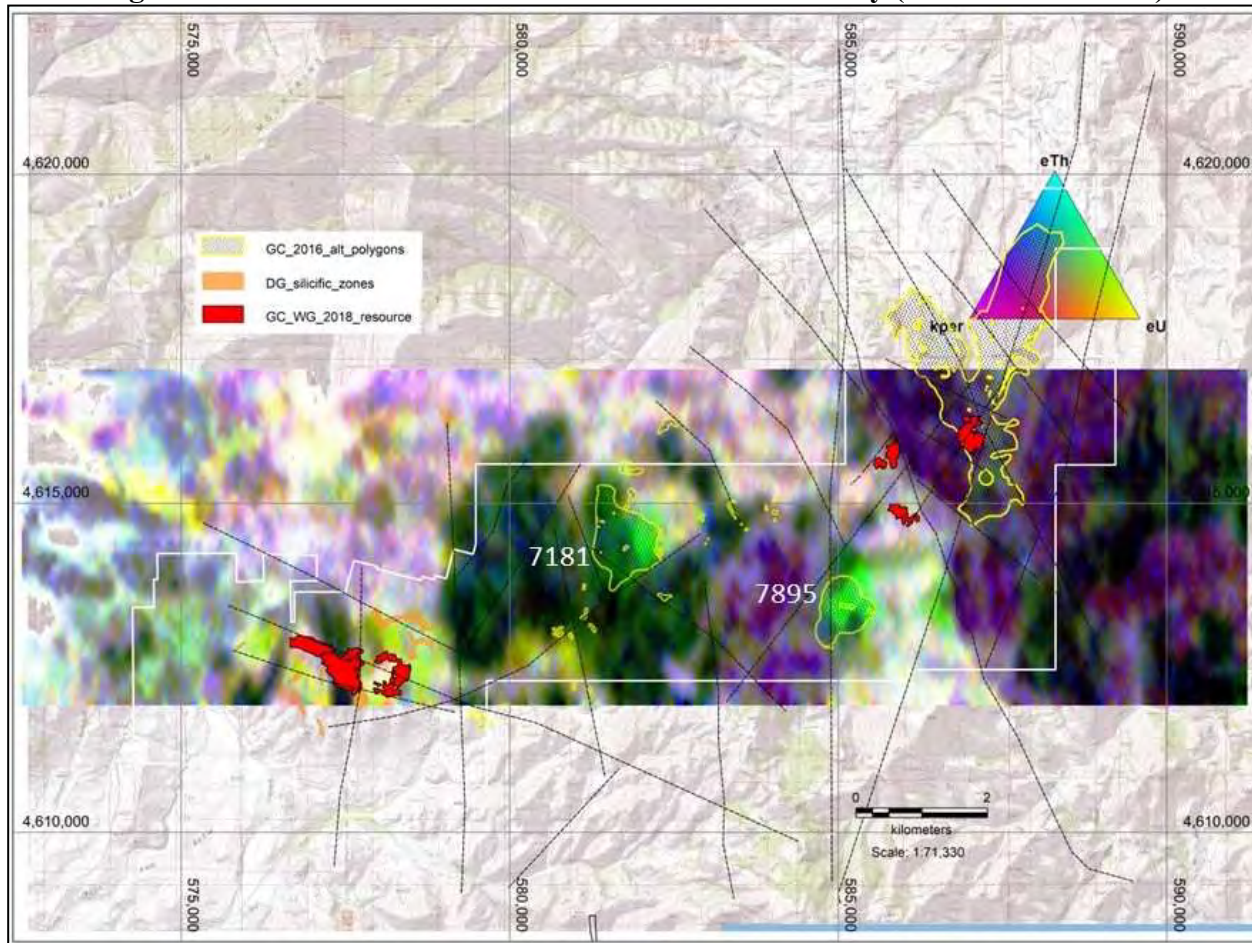 575,000
580,000
585,000
590,000
4,620,000
4,620,000
eTh
GC_2016_alt_polygons
DG_silicific_zones
GC_WG_2018_resource
kper
eU
4,615,000
7181
7895
0
2
kilometers
Scale: 1:71,330
4,610,000
4,610,000
575,000
580,000
585,000
590,000